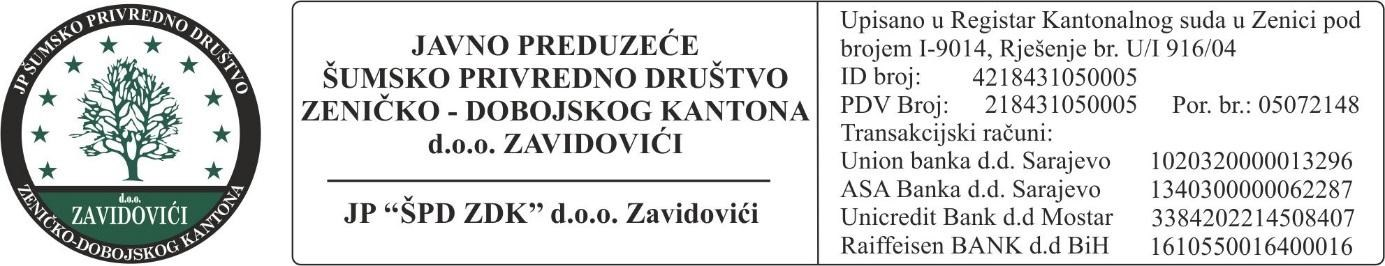 JP ŠUMSKO PRIVREDNO DRUŠTVO
d.o.o.
ZAVIDOVIĆI
ZENIČKO-DOBOJSKOG KANTONA
JAVNO PREDUZEĆE
ŠUMSKO PRIVREDNO DRUŠTVO
ZENIČKO - DOBOJSKOG KANTONA
d.o.o. ZAVIDOVIĆI
JP “ŠPD ZDK” d.o.o. Zavidovići
Upisano u Registar Kantonalnog suda u Zenici pod
brojem I-9014, Rješenje br. U/I 916/04
ID broj: 4218431050005
PDV Broj: 218431050005 Por. br.: 05072148
Transakcijski računi:
Union banka d.d. Sarajevo 1020320000013296
ASA Banka d.d. Sarajevo 1340300000062287
Unicredit Bank d.d Mostar 3384202214508407
Raiffeisen BANK d.d BiH 1610550016400016